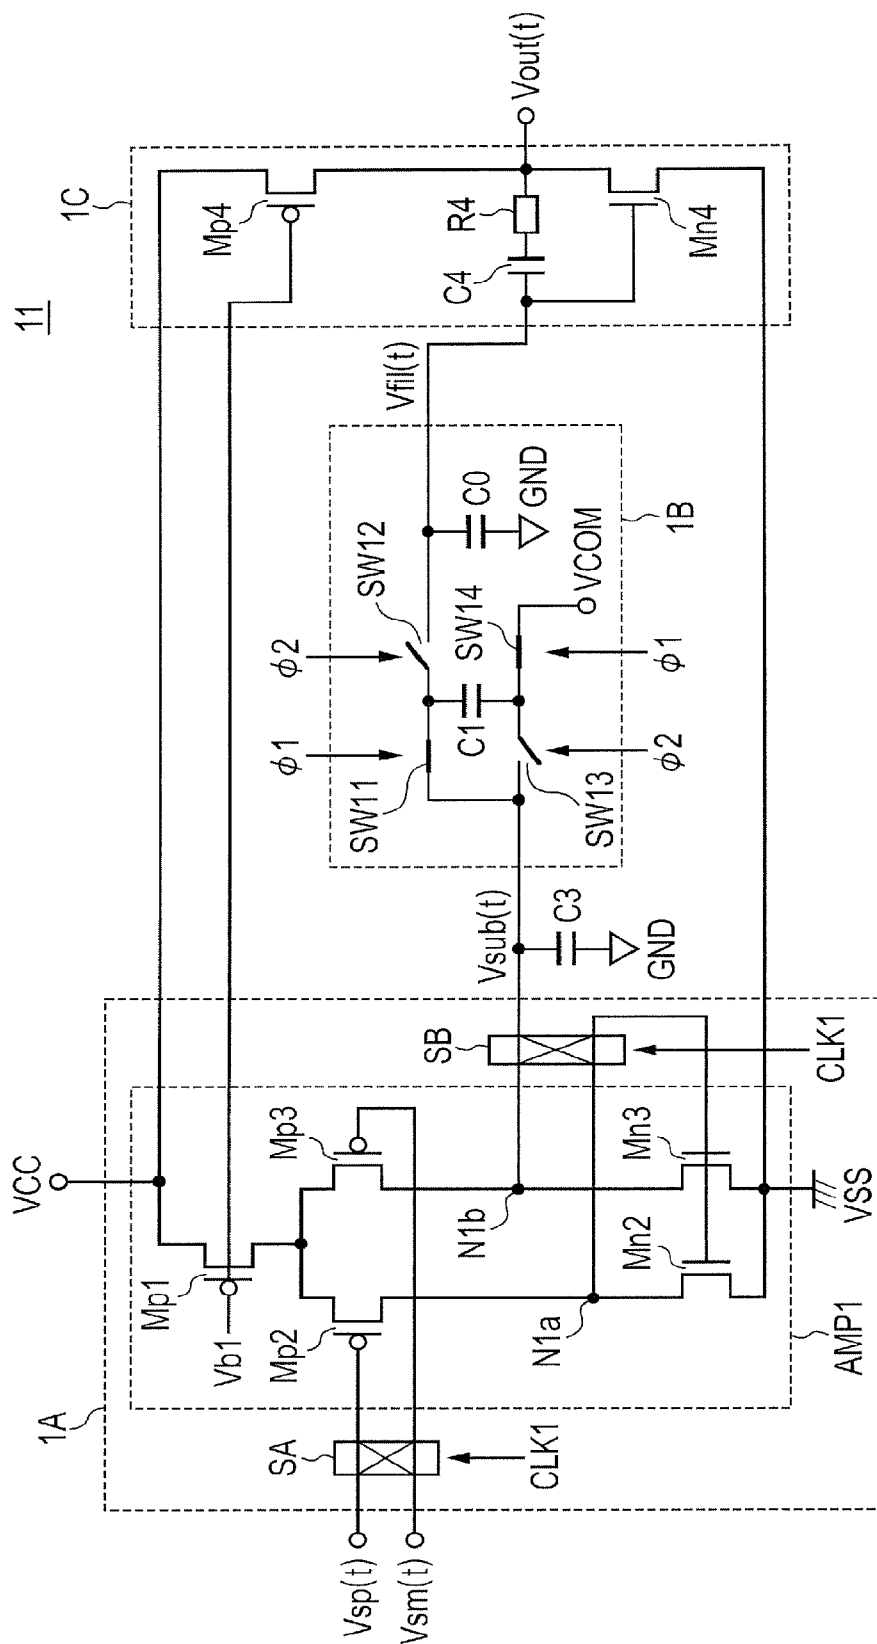 11
1A
VCC
Mp1
Vb1
Mp2
Mp3
SA
CLK1
Vsp(t)
Vsm(t)
N1b
N1a
Mn2
Mn3
AMP1
VSS
SB
CLK1
Vsub(t)
C3
GND
ϕ1
ϕ2
SW11
SW12
C1
SW13
SW14
ϕ2
ϕ1
C0
GND
VCOM
1B
Vfil(t)
1C
Mp4
C4
R4
Mn4
Vout(t)